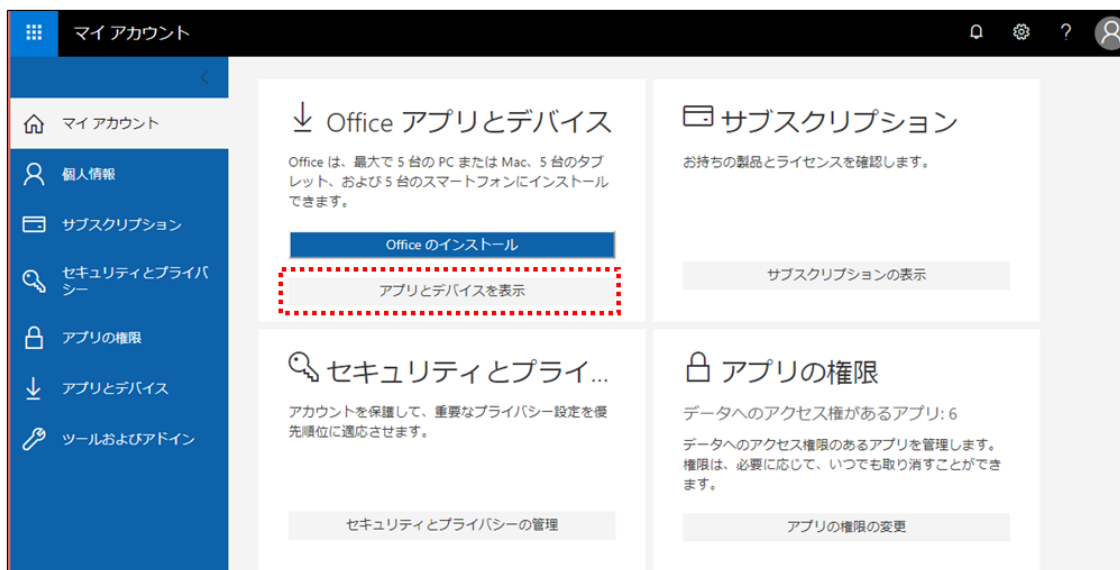 マイ アカウント
?
マイ アカウント
個人情報
サブスクリプション
セキュリティとプライバ
シー
アプリの権限
アプリとデバイス
ツールおよびアドイン
Office アプリとデバイス
Office は、最大で 5 台の PC または Mac、5 台のタブ
レット、および 5 台のスマートフォンにインストール
できます。
Office のインストール
アプリとデバイスを表示
サブスクリプション
お持ちの製品とライセンスを確認します。
サブスクリプションの表示
セキュリティとプライ...
アカウントを保護して、重要なプライバシー設定を優
先順位に適応させます。
セキュリティとプライバシーの管理
アプリの権限
データへのアクセス権があるアプリ: 6
データへのアクセス権限のあるアプリを管理します。
権限は、必要に応じて、いつでも取り消すことができ
ます。
アプリの権限の変更